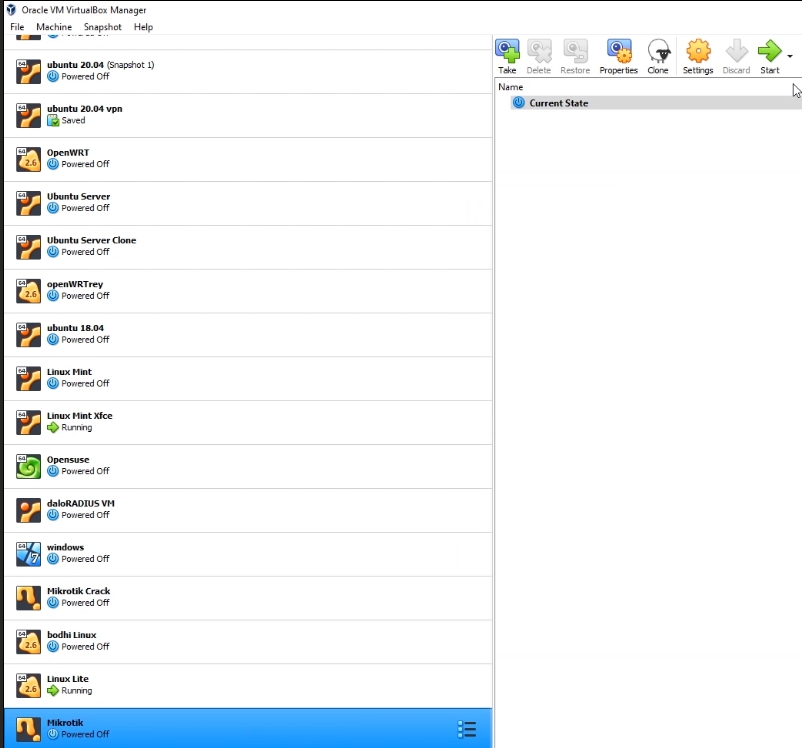 Oracle VM VirtualBox Manager
File Machine Snapshot Help
Take Delete Restore Properties Clone Settings Discard Start
Name
Current State
Powered Off
ubuntu 20.04 (Snapshot 1)
Powered Off
ubuntu 20.04 vpn
Saved
OpenWRT
Powered Off
Ubuntu Server
Powered Off
Ubuntu Server Clone
Powered Off
openWRTrey
Powered Off
ubuntu 18.04
Powered Off
Linux Mint
Powered Off
Linux Mint Xfce
Running
Opensuse
Powered Off
daloRADIUS VM
Powered Off
windows
Powered Off
Mikrotik Crack
Powered Off
bodhi Linux
Powered Off
Linux Lite
Running
Mikrotik
Powered Off